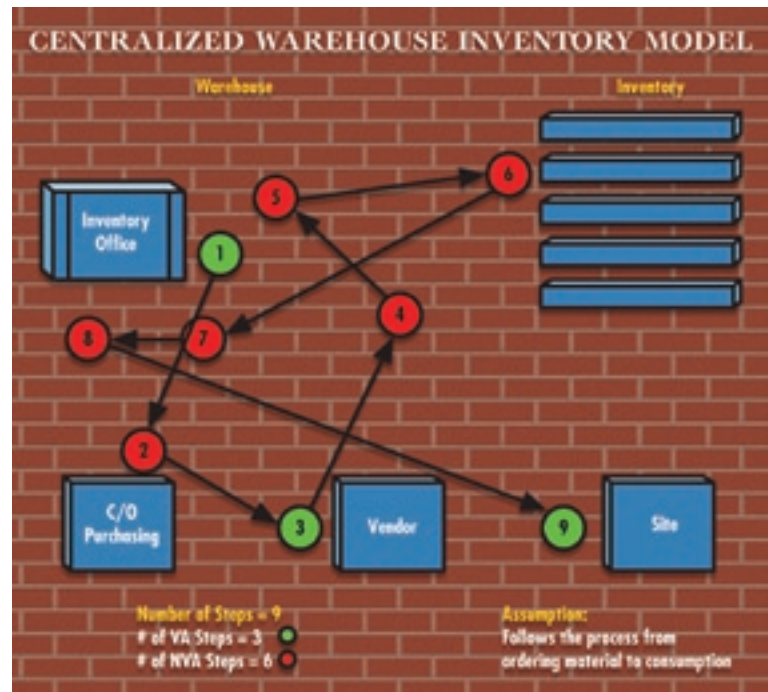 CENTRALIZED WAREHOUSE INVENTORY MODEL
Warehouse
Inventory
Inventory
Office
1
5
6
4
7
8
2
3
9
C/O
Purchasing
Vendor
Site
Number of Steps = 9
# of VA Steps = 3
# of NVA Steps = 6
Assumption:
Follows the process from
ordering material to consumption